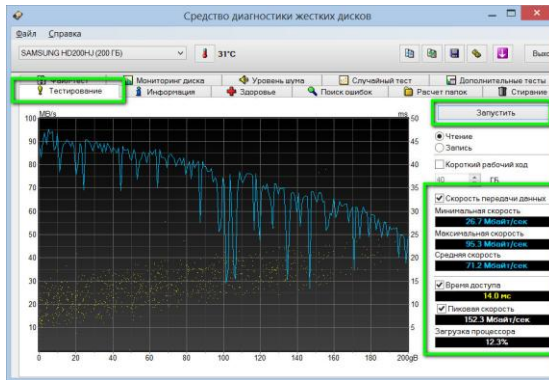 Средство диагностики жестких дисков
Файл Справка
SAMSUNG HD200HJ (200 ГБ) 31°C
Мониторинг диска Уровень шума Случайный тест Дополнительные тесты
Тестирование Информация Здоровье Поиск ошибок Расчет папок Стирание
MB/s ms
100 90 80 70 60 50 40 30 20 10
50 45 40 35 30 25 20 15 10 5
0 20 40 60 80 100 120 140 160 180 200gB
Запустить
Чтение
Запись
Короткий рабочий ход
40 ГБ
Скорость передачи данных
Минимальная скорость
26.7 Мбайт/сек
Максимальная скорость
95.3 Мбайт/сек
Средняя скорость
71.2 Мбайт/сек
Время доступа
14.0 мс
Пиковая скорость
152.3 Мбайт/сек
Загрузка процессора
12.3%